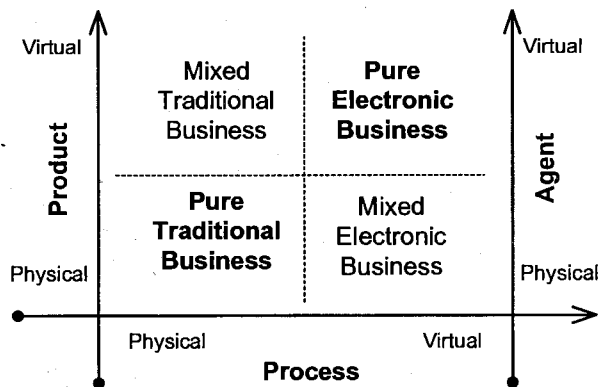 Virtual
Virtual
Mixed
Traditional
Business
Pure
Electronic
Business
Product
Agent
Pure
Traditional
Business
Mixed
Electronic
Business
Physical
Physical
Physical
Virtual
Process